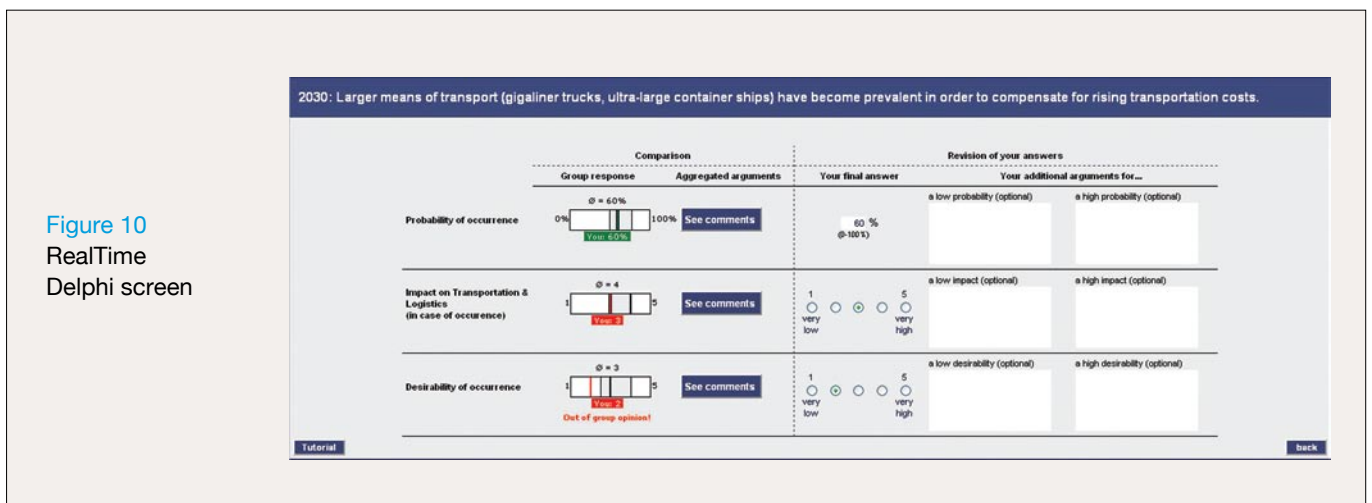 Figure 10
RealTime
Delphi screen
2030: Larger means of transport (gigaliner trucks, ultra-large container ships) have become prevalent in order to compensate for rising transportation costs.
Comparison
Revision of your answers
Group response
Aggregated arguments
Your final answer
Your additional arguments for...
Probability of occurrence
Ø = 60%
0%
100%
You: 60%
See comments
60 %
(0-100%)
a low probability (optional)
a high probability (optional)
Impact on Transportation &
Logistics
(in case of occurence)
Ø = 4
1
5
You: 3
See comments
1
5
very
low
very
high
a low impact (optional)
a high impact (optional)
Desirability of occurrence
Ø = 3
1
5
You: 2
Out of group opinion!
See comments
1
5
very
low
very
high
a low desirability (optional)
a high desirability (optional)
Tutorial
back